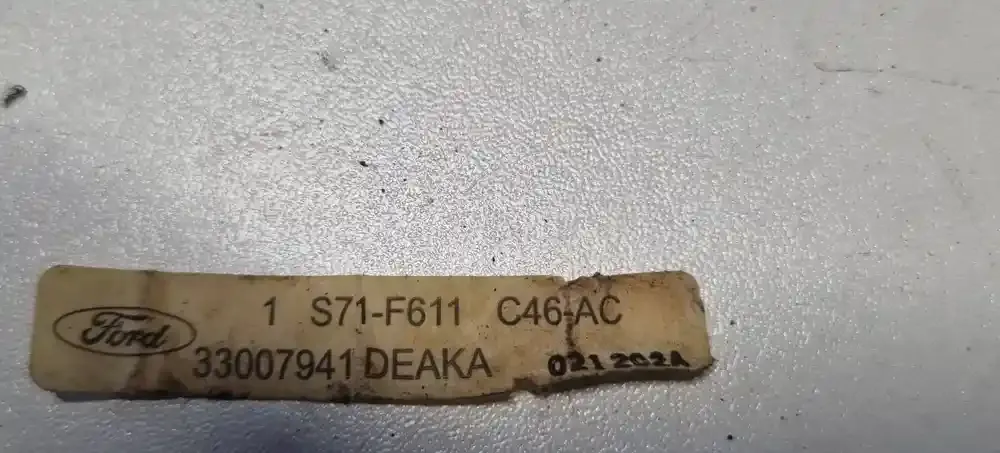 Ford
1 S71-F611 C46-AC
33007941 DEAKA 021202A